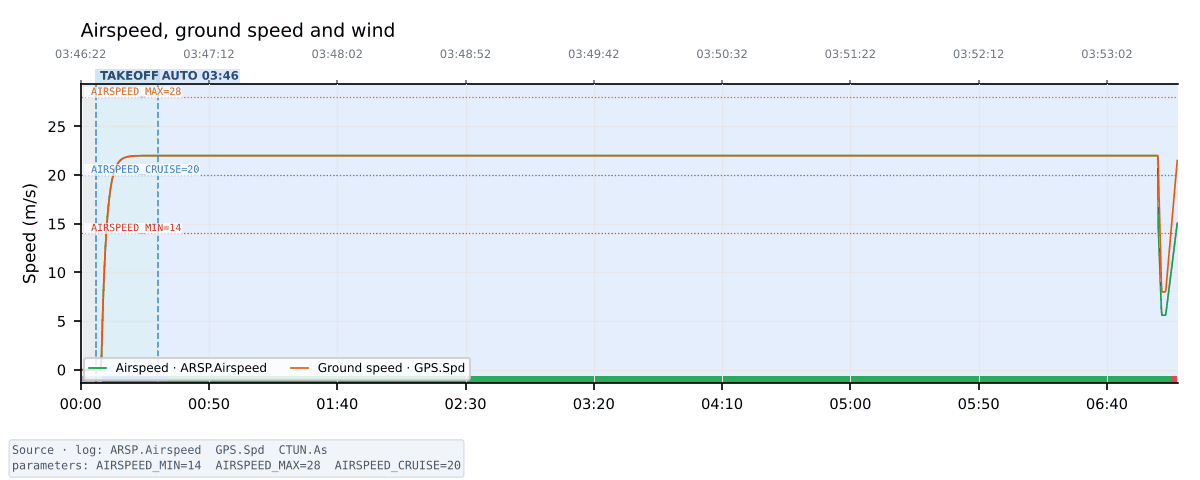 Airspeed, ground speed and wind
03:46:22 03:47:12 03:48:02 03:48:52 03:49:42 03:50:32 03:51:22 03:52:12 03:53:02
TAKEOFF AUTO 03:46
AIRSPEED_MAX=28
AIRSPEED_CRUISE=20
AIRSPEED_MIN=14
Speed (m/s)
25
20
15
10
5
0
Airspeed · ARSP.Airspeed Ground speed · GPS.Spd
00:00 00:50 01:40 02:30 03:20 04:10 05:00 05:50 06:40
Source · log: ARSP.Airspeed GPS.Spd CTUN.As
parameters: AIRSPEED_MIN=14 AIRSPEED_MAX=28 AIRSPEED_CRUISE=20